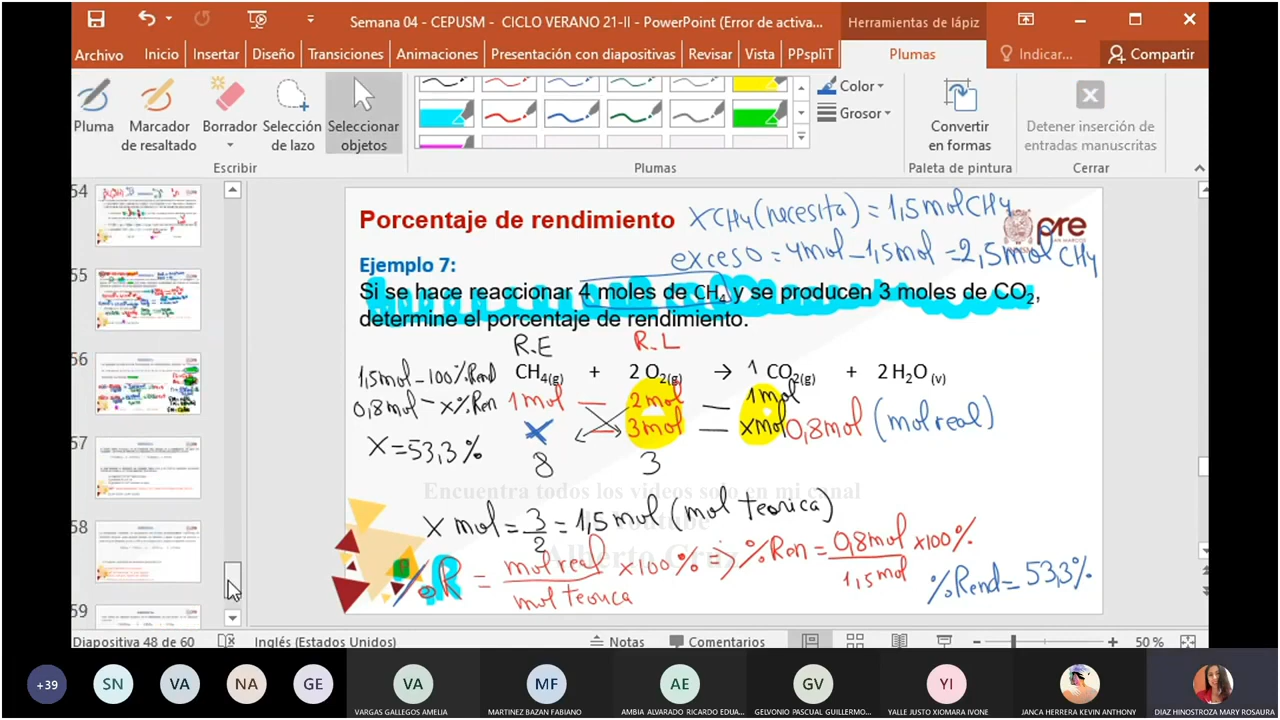 Semana 04 - CEPUSM - CICLO VERANO 21-II - PowerPoint (Error de activa...
Herramientas de lápiz
Archivo Inicio Insertar Diseño Transiciones Animaciones Presentación con diapositivas Revisar Vista PPspliT Plumas Indicar... Compartir
Pluma Marcador de resaltado Borrador Selección de lazo Seleccionar objetos
Color
Grosor
Convertir en formas
Detener inserción de entradas manuscritas
Escribir Plumas Paleta de pintura Cerrar
54
55
56
57
58
59
Porcentaje de rendimiento
x CH4 (necesita) = 1,5 mol CH4
pre
exceso = 4mol - 1,5mol = 2,5mol CH4
Ejemplo 7:
Si se hace reaccionar 4 moles de CH4 y se producen 3 moles de CO2,
determine el porcentaje de rendimiento.
R.E R.L
CH4(g) + 2 O2(g) → 1 CO2(g) + 2 H2O (v)
1,5mol - 100% Rend
0,8mol - x% Ren
X = 53,3%
1mol — 2mol = 1mol
x 3mol — xmol 0,8mol (mol real)
8 3
Encuentra los videos solo en mi canal
x mol = 3/2 = 1,5 mol (mol teorica)
%R = mol real/mol teorica x100% => %Ren = 0,8mol/1,5mol x100%
%Rend = 53,3%
Diapositiva 48 de 60 Inglés (Estados Unidos) Notas Comentarios 50 %
+39 SN VA NA GE VA MF AE GV YI
VARGAS GALLEGOS AMELIA
MARTINEZ BAZAN FABIANO
AMBIA ALVARADO RICARDO EDUA...
GELVONIO PASCUAL GUILLERMO...
YALLE JUSTO XIOMARA IVONE
JANCA HERRERA KEVIN ANTHONY
DIAZ HINOSTROZA MARY ROSAURA